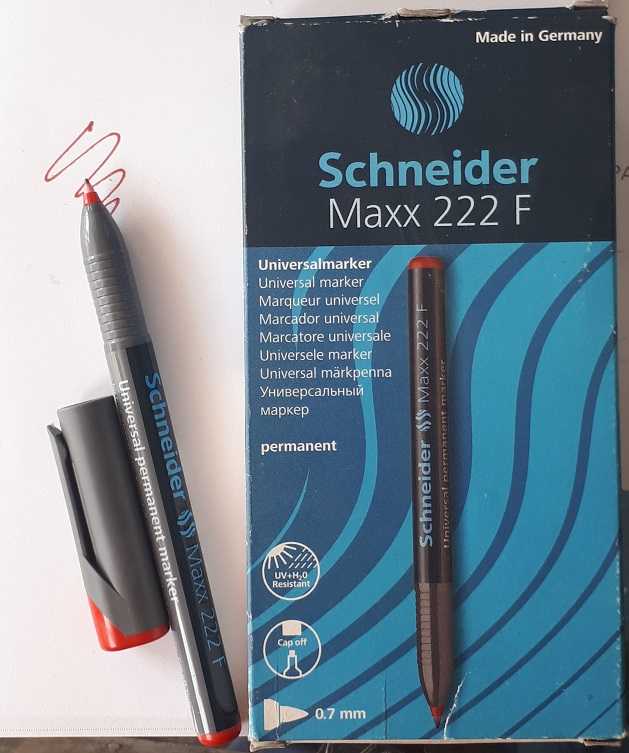 Made in Germany
Schneider
Maxx 222 F
Universalmarker
Universal marker
Marqueur universel
Marcador universal
Marcatore universale
Universele marker
Universal märkpenna
Универсальный
маркер
permanent
UV+H₂0
Resistant
Cap off
0.7 mm
Schneider Maxx 222 F
Universal permanent marker
Schneider Maxx 222 F
Universal permanent marker